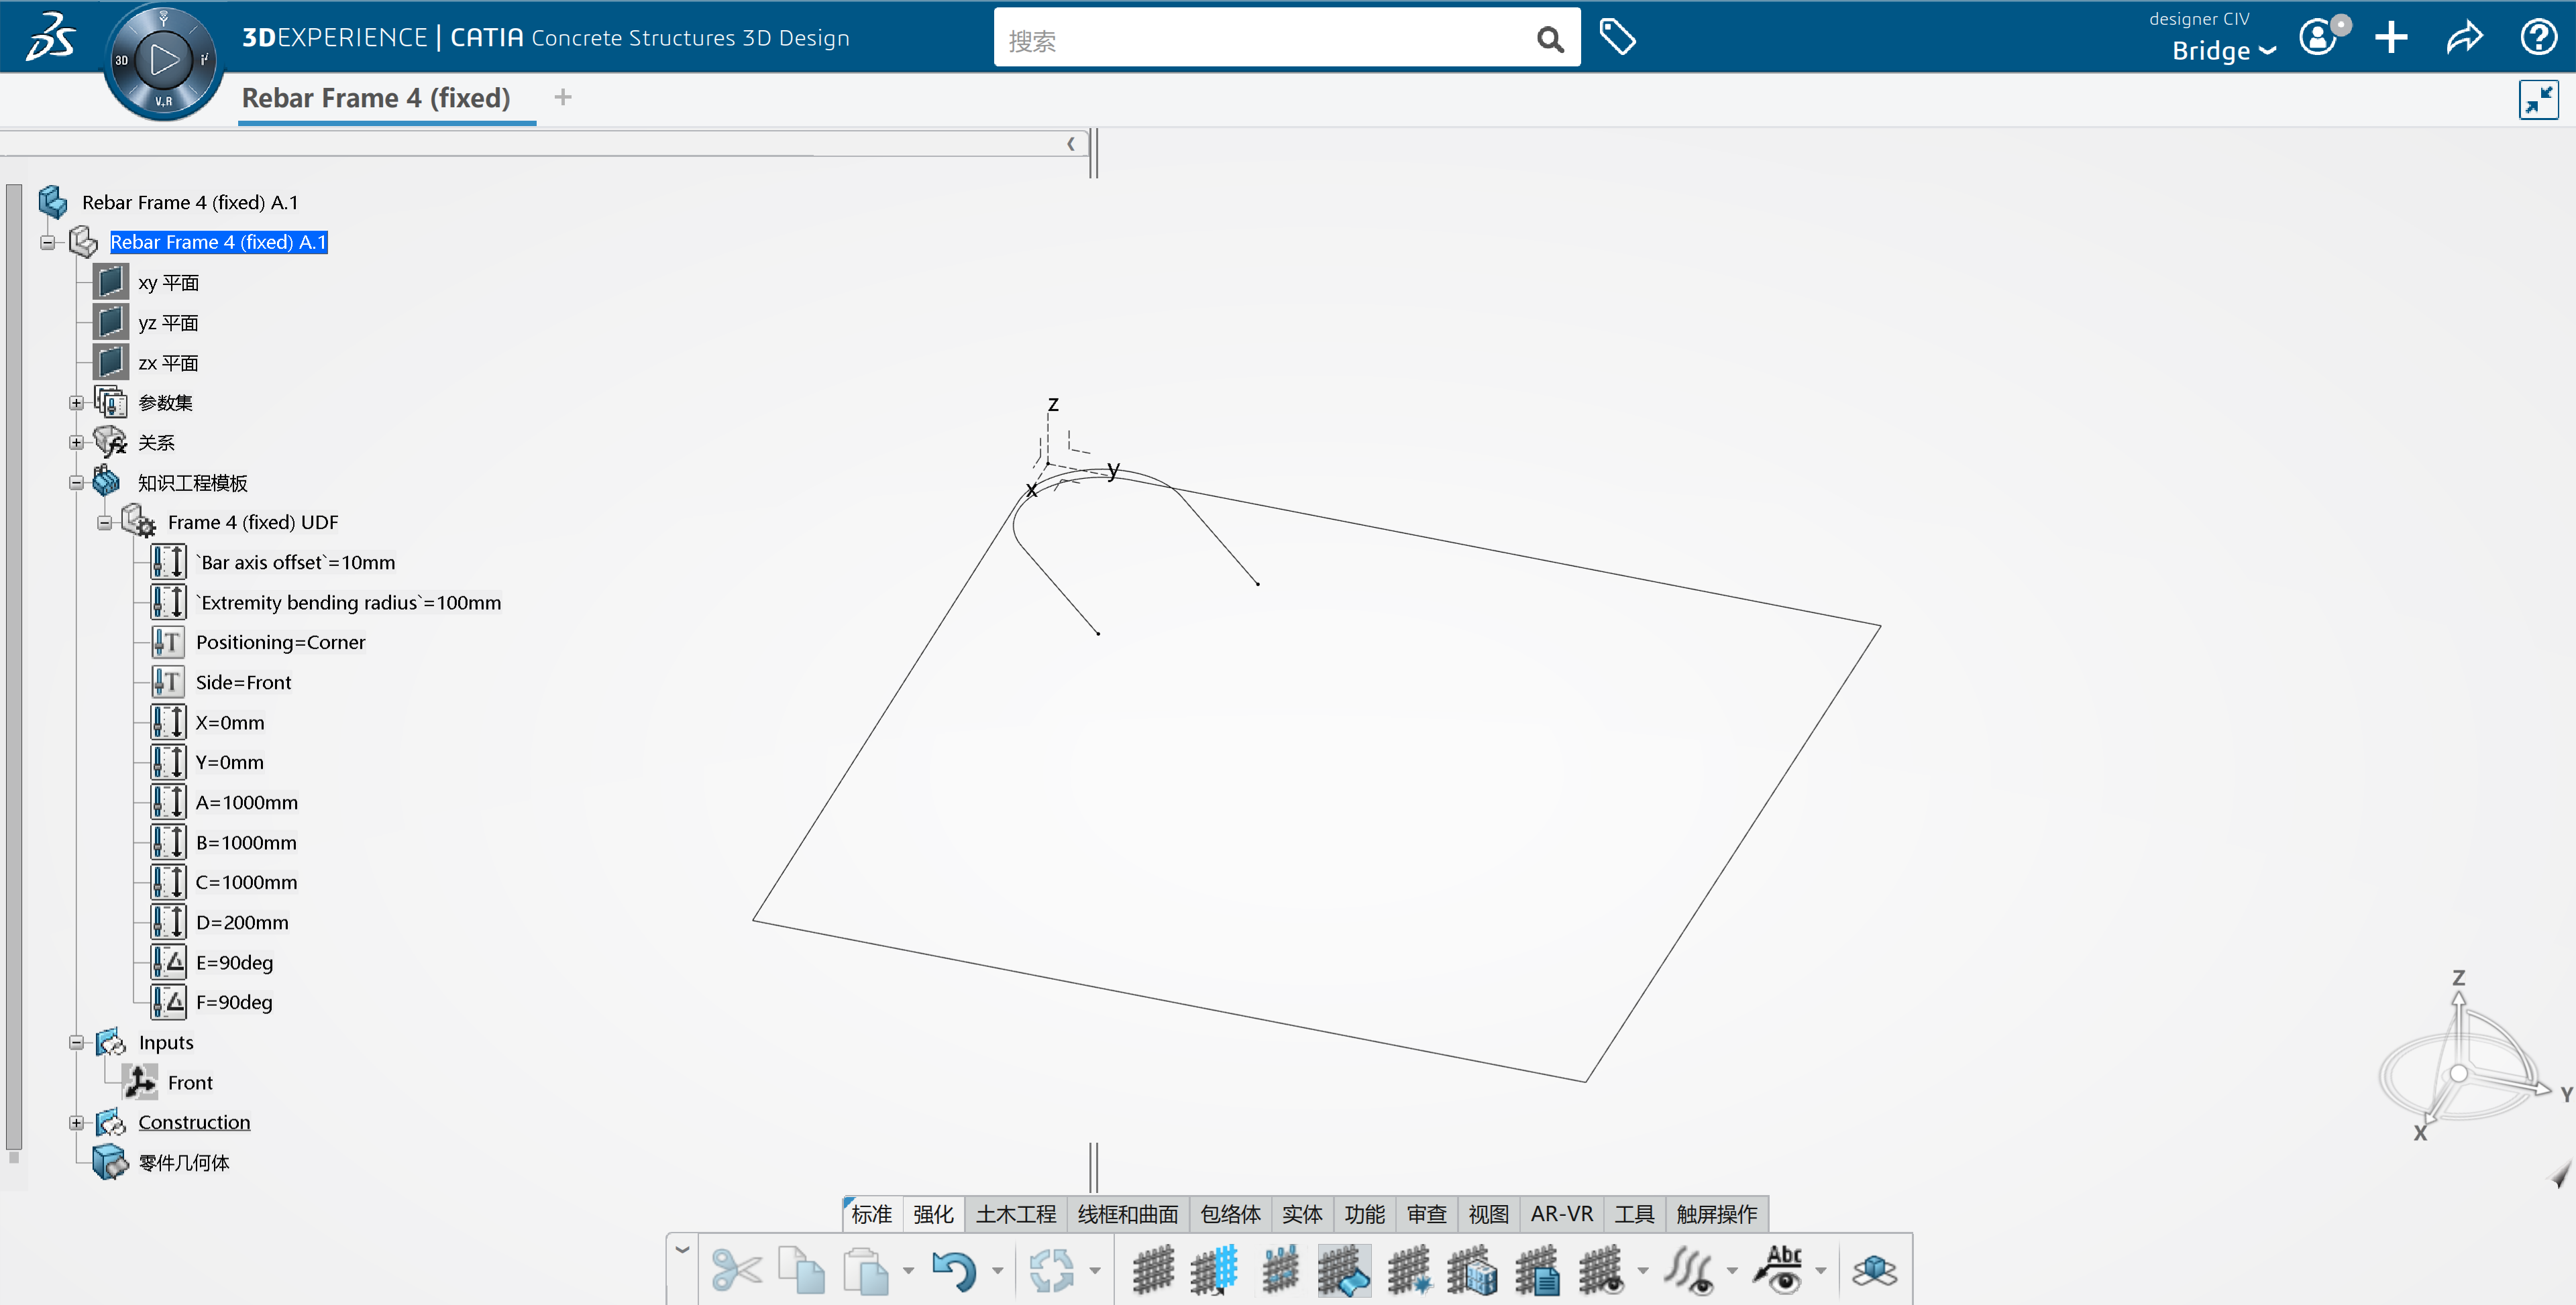 3DEXPERIENCE | CATIA Concrete Structures 3D Design
搜索
designer CIV
Bridge
3D
V,R
Rebar Frame 4 (fixed)
Rebar Frame 4 (fixed) A.1
Rebar Frame 4 (fixed) A.1
xy 平面
yz 平面
zx 平面
参数集
关系
知识工程模板
Frame 4 (fixed) UDF
`Bar axis offset`=10mm
`Extremity bending radius`=100mm
Positioning=Corner
Side=Front
X=0mm
Y=0mm
A=1000mm
B=1000mm
C=1000mm
D=200mm
E=90deg
F=90deg
Inputs
Front
Construction
零件几何体
z
y
x
Z
Y
X
标准 强化 土木工程 线框和曲面 包络体 实体 功能 审查 视图 AR-VR 工具 触屏操作
Abc